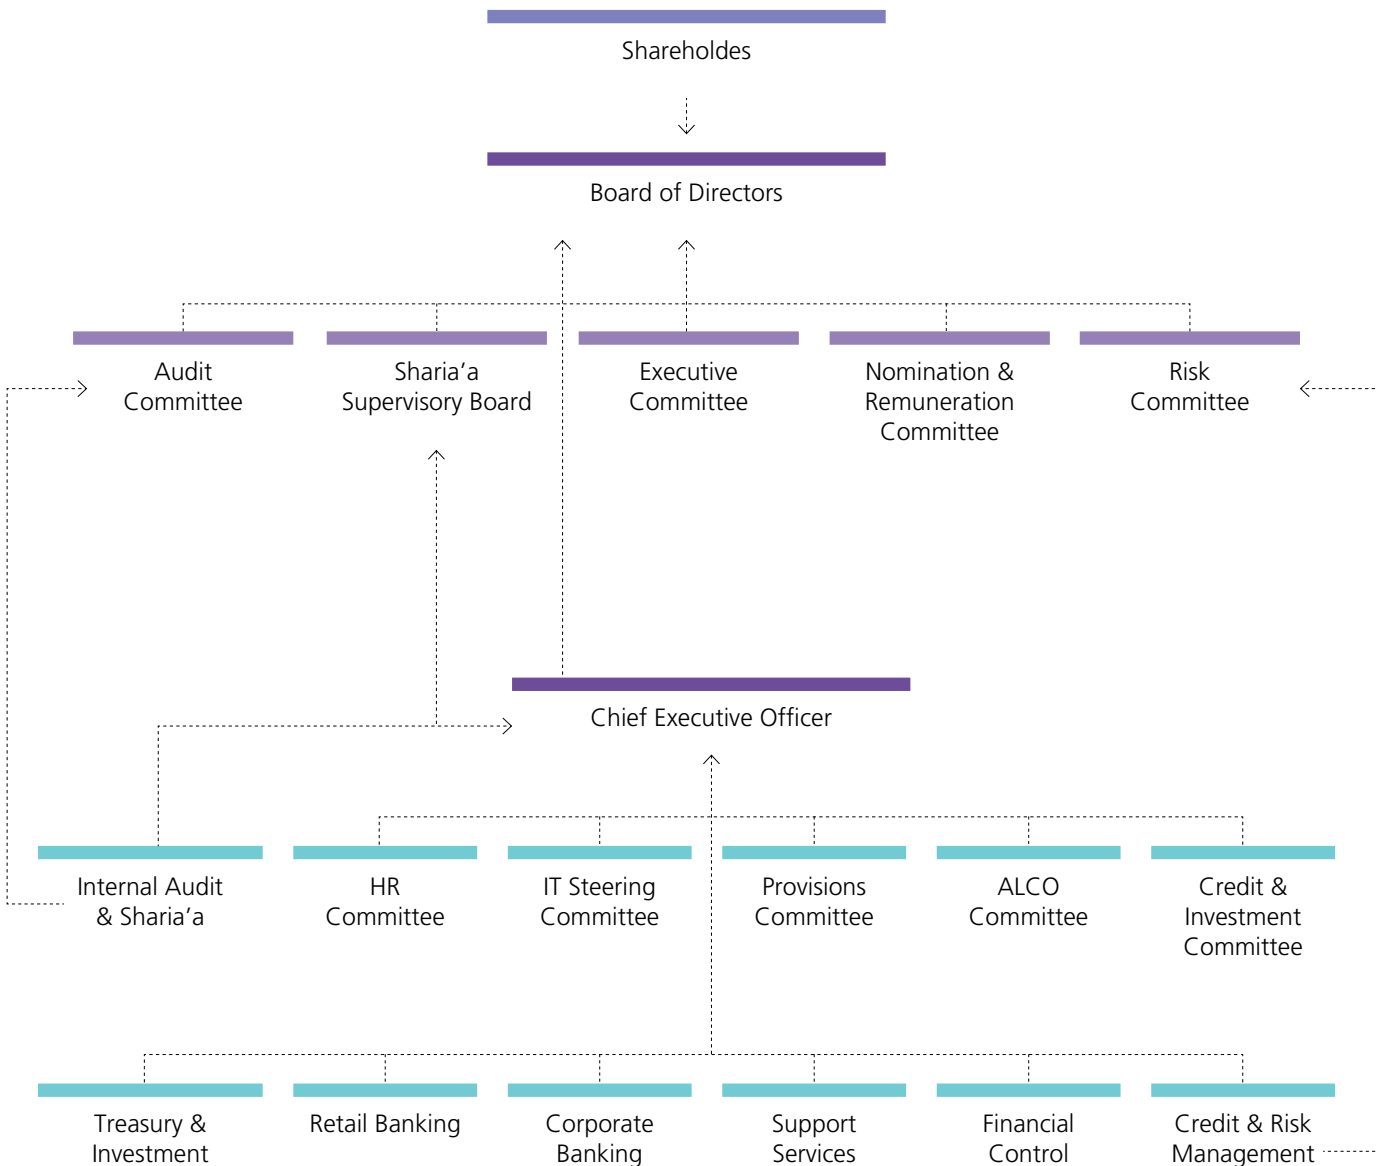 Shareholdes
Board of Directors
Audit
Committee
Sharia’a
Supervisory Board
Executive
Committee
Nomination &
Remuneration
Committee
Risk
Committee
Chief Executive Officer
Internal Audit
& Sharia’a
HR
Committee
IT Steering
Committee
Provisions
Committee
ALCO
Committee
Credit &
Investment
Committee
Treasury &
Investment
Retail Banking
Corporate
Banking
Support
Services
Financial
Control
Credit & Risk
Management